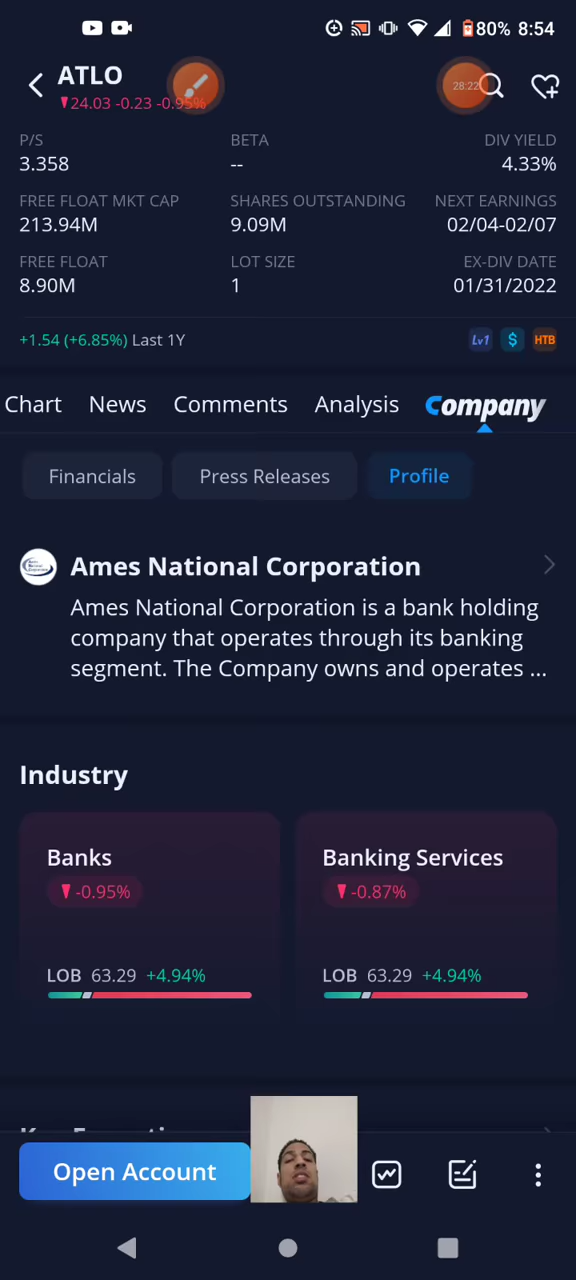 80% 8:54
ATLO
24.03 -0.23 -0.95%
28:22
P/S BETA DIV YIELD
3.358 -- 4.33%
FREE FLOAT MKT CAP SHARES OUTSTANDING NEXT EARNINGS
213.94M 9.09M 02/04-02/07
FREE FLOAT LOT SIZE EX-DIV DATE
8.90M 1 01/31/2022
+1.54 (+6.85%) Last 1Y Lv1 $ HTB
Chart News Comments Analysis Company
Financials Press Releases Profile
Ames National Corporation
Ames National Corporation is a bank holding
company that operates through its banking
segment. The Company owns and operates ...
Industry
Banks Banking Services
-0.95% -0.87%
LOB 63.29 +4.94% LOB 63.29 +4.94%
Open Account